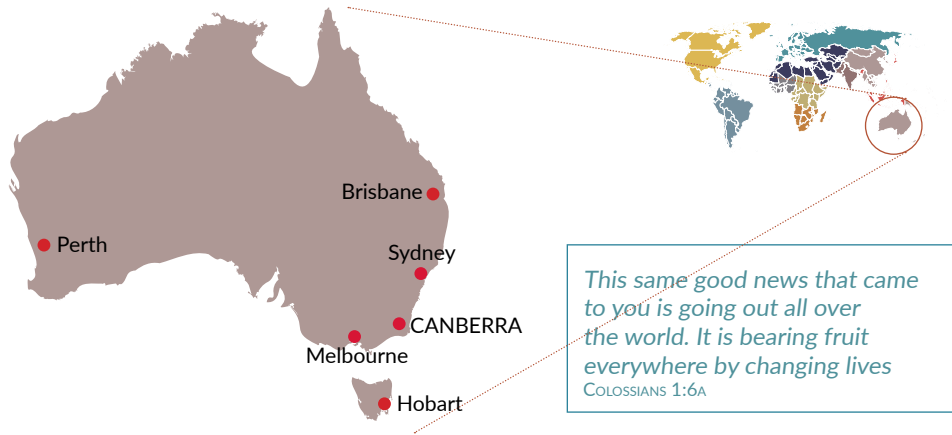 Brisbane
Perth
Sydney
CANBERRA
Melbourne
Hobart
This same good news that came
to you is going out all over
the world. It is bearing fruit
everywhere by changing lives
Colossians 1:6a